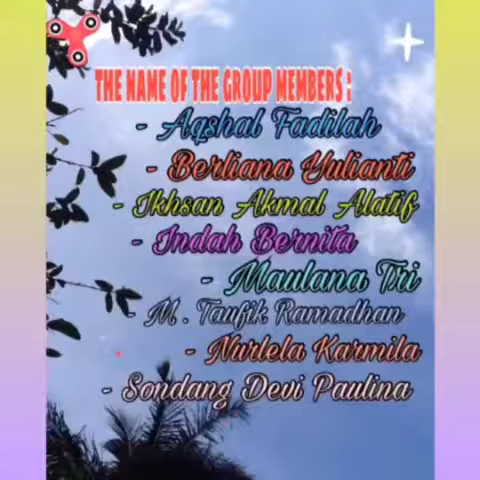 THE NAME OF THE GROUP MEMBERS :
- Aqshal Fadilah
- Berliana Yulianti
- Ikhsan Akmal Alatif
- Indah Bernita
- Maulana Tri
- M . Taufik Ramadhan
- Nurlela Karmila
- Sondang Devi Paulina